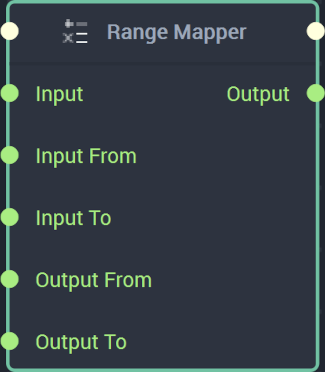 Range Mapper
Input
Output
Input From
Input To
Output From
Output To